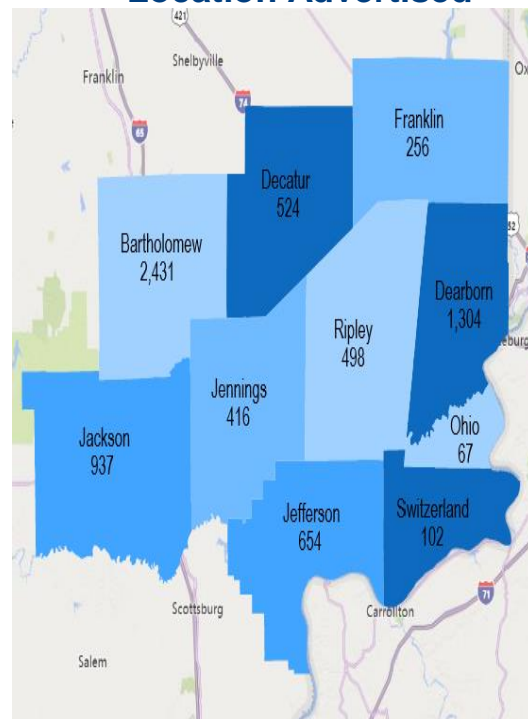 Location Advertised
421
Shelbyville
Franklin
74
65
Franklin
256
Decatur
524
Bartholomew
2,431
52
Dearborn
1,304
Ripley
498
Jennings
416
Ohio
67
Jackson
937
Jefferson
654
Switzerland
102
71
Scottsburg
Carrollton
Salem